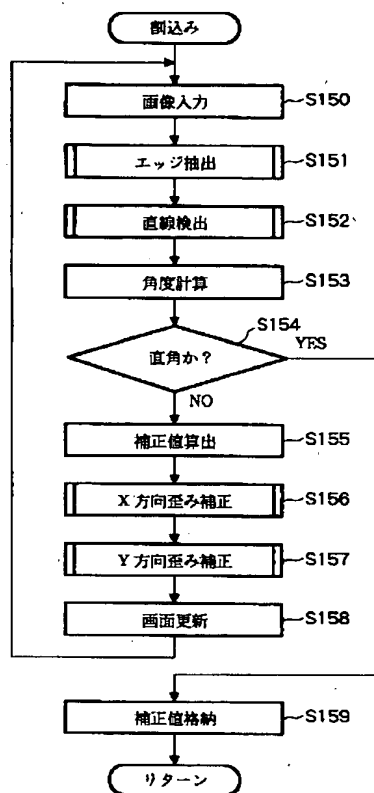 割込み
画像入力 S150
エッジ抽出 S151
直線検出 S152
角度計算 S153
S154
直角か? YES
NO
補正値算出 S155
X方向歪み補正 S156
Y方向歪み補正 S157
画面更新 S158
補正値格納 S159
リターン